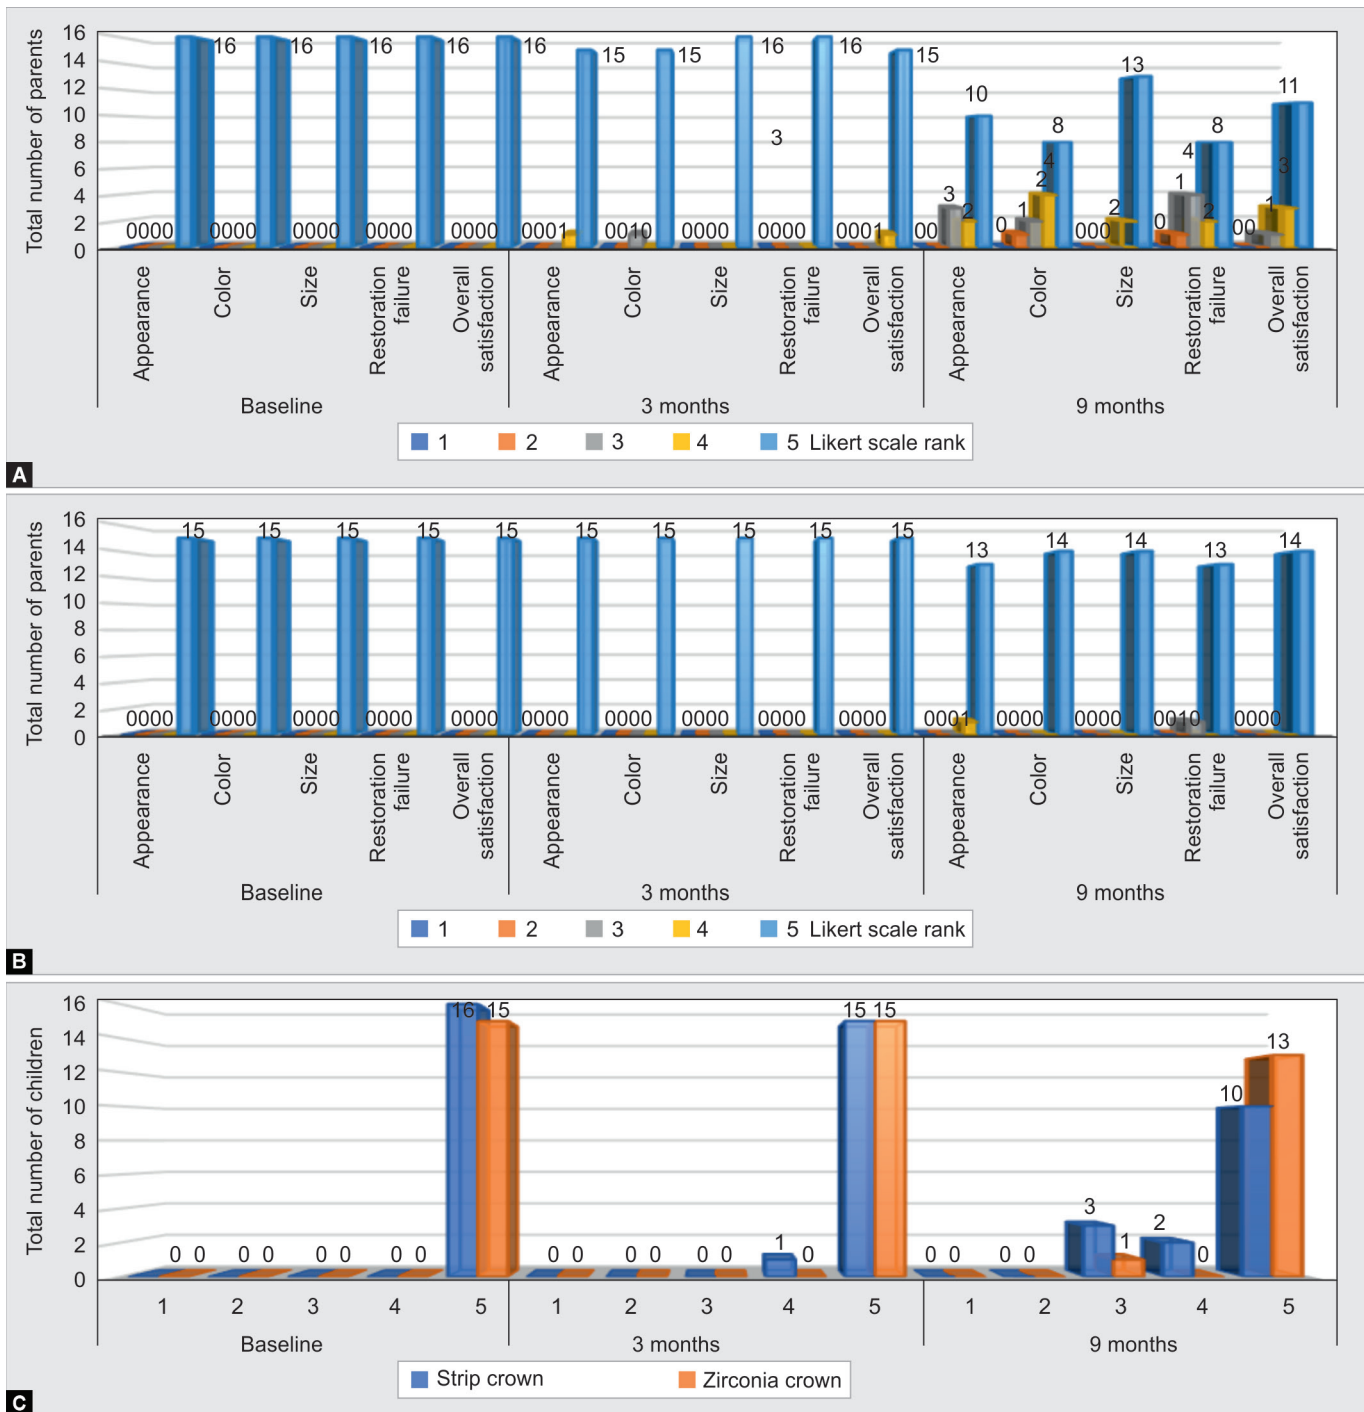 Total number of parents
16
14
12
10
8
6
4
2
0
0000 16 0000 16 0000 16 0000 16 0000 16
0001 15 0010 15 0000 16 3 0000 16 0001 15
00 3 2 10 0 1 2 4 8 000 2 13 0 1 4 2 8 00 1 3 11
Appearance
Color
Size
Restoration
failure
Overall
satisfaction
Appearance
Color
Size
Restoration
failure
Overall
satisfaction
Appearance
Color
Size
Restoration
failure
Overall
satisfaction
Baseline 3 months 9 months
1 2 3 4 5 Likert scale rank
A
Total number of parents
16
14
12
10
8
6
4
2
0
0000 15 0000 15 0000 15 0000 15 0000 15
0000 15 0000 15 0000 15 0000 15 0000 15
0001 13 0000 14 0000 14 0010 13 0000 14
Appearance
Color
Size
Restoration
failure
Overall
satisfaction
Appearance
Color
Size
Restoration
failure
Overall
satisfaction
Appearance
Color
Size
Restoration
failure
Overall
satisfaction
Baseline 3 months 9 months
1 2 3 4 5 Likert scale rank
B
Total number of children
16
14
12
10
8
6
4
2
0
0 0 0 0 0 0 0 0 16 15
0 0 0 0 0 0 1 0 15 15
0 0 0 0 3 1 2 0 10 13
1 2 3 4 5 1 2 3 4 5 1 2 3 4 5
Baseline 3 months 9 months
Strip crown Zirconia crown
C